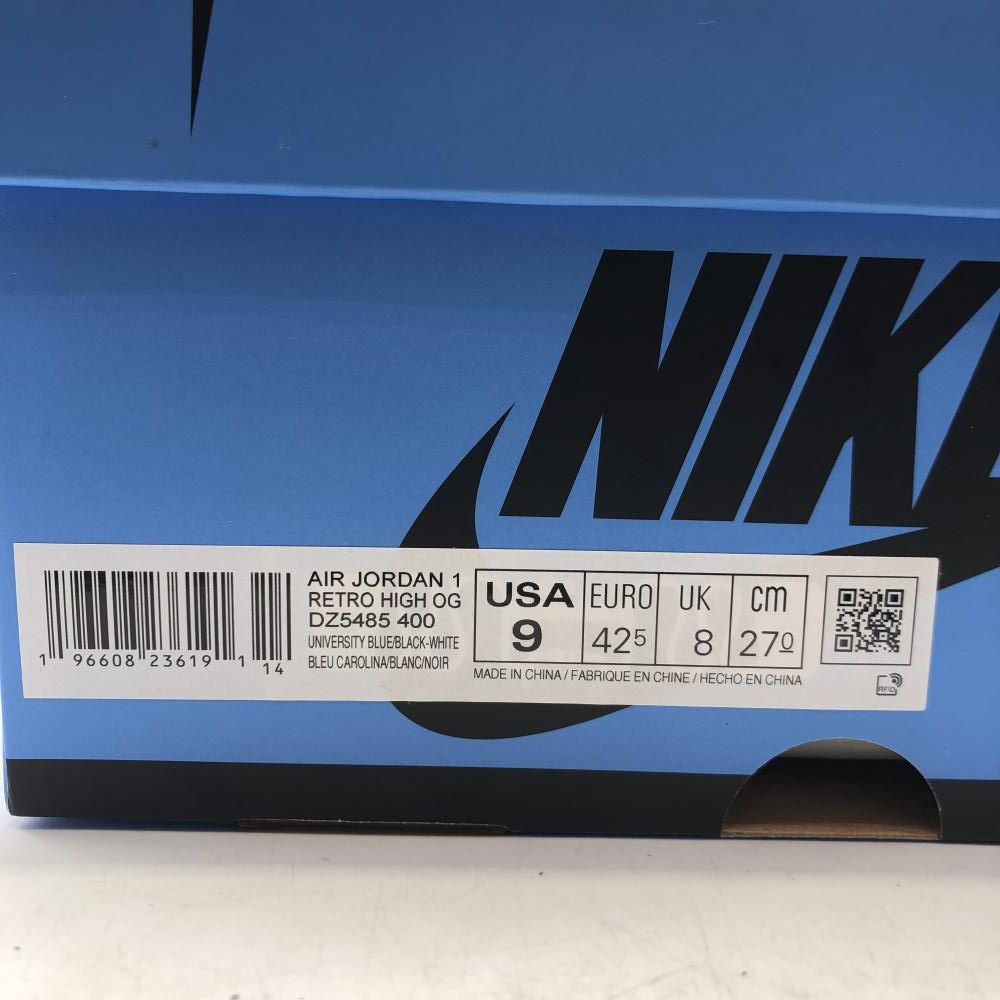 NIKE
AIR JORDAN 1
RETRO HIGH OG
DZ5485 400
UNIVERSITY BLUE/BLACK-WHITE
BLEU CAROLINA/BLANC/NOIR
1 96608 23619 1 14
USA EURO UK cm
9 42.5 8 27.0
MADE IN CHINA / FABRIQUE EN CHINE / HECHO EN CHINA
RFID